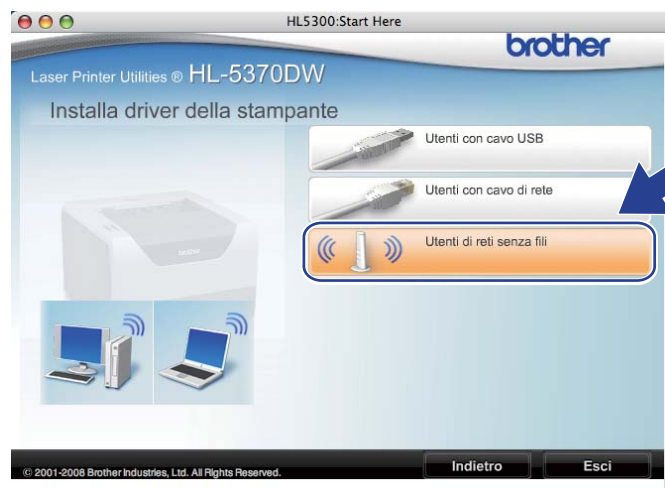 HL5300:Start Here
brother
Laser Printer Utilities ® HL-5370DW
Installa driver della stampante
Utenti con cavo USB
Utenti con cavo di rete
Utenti di reti senza fili
© 2001-2008 Brother Industries, Ltd. All Rights Reserved.
Indietro
Esci